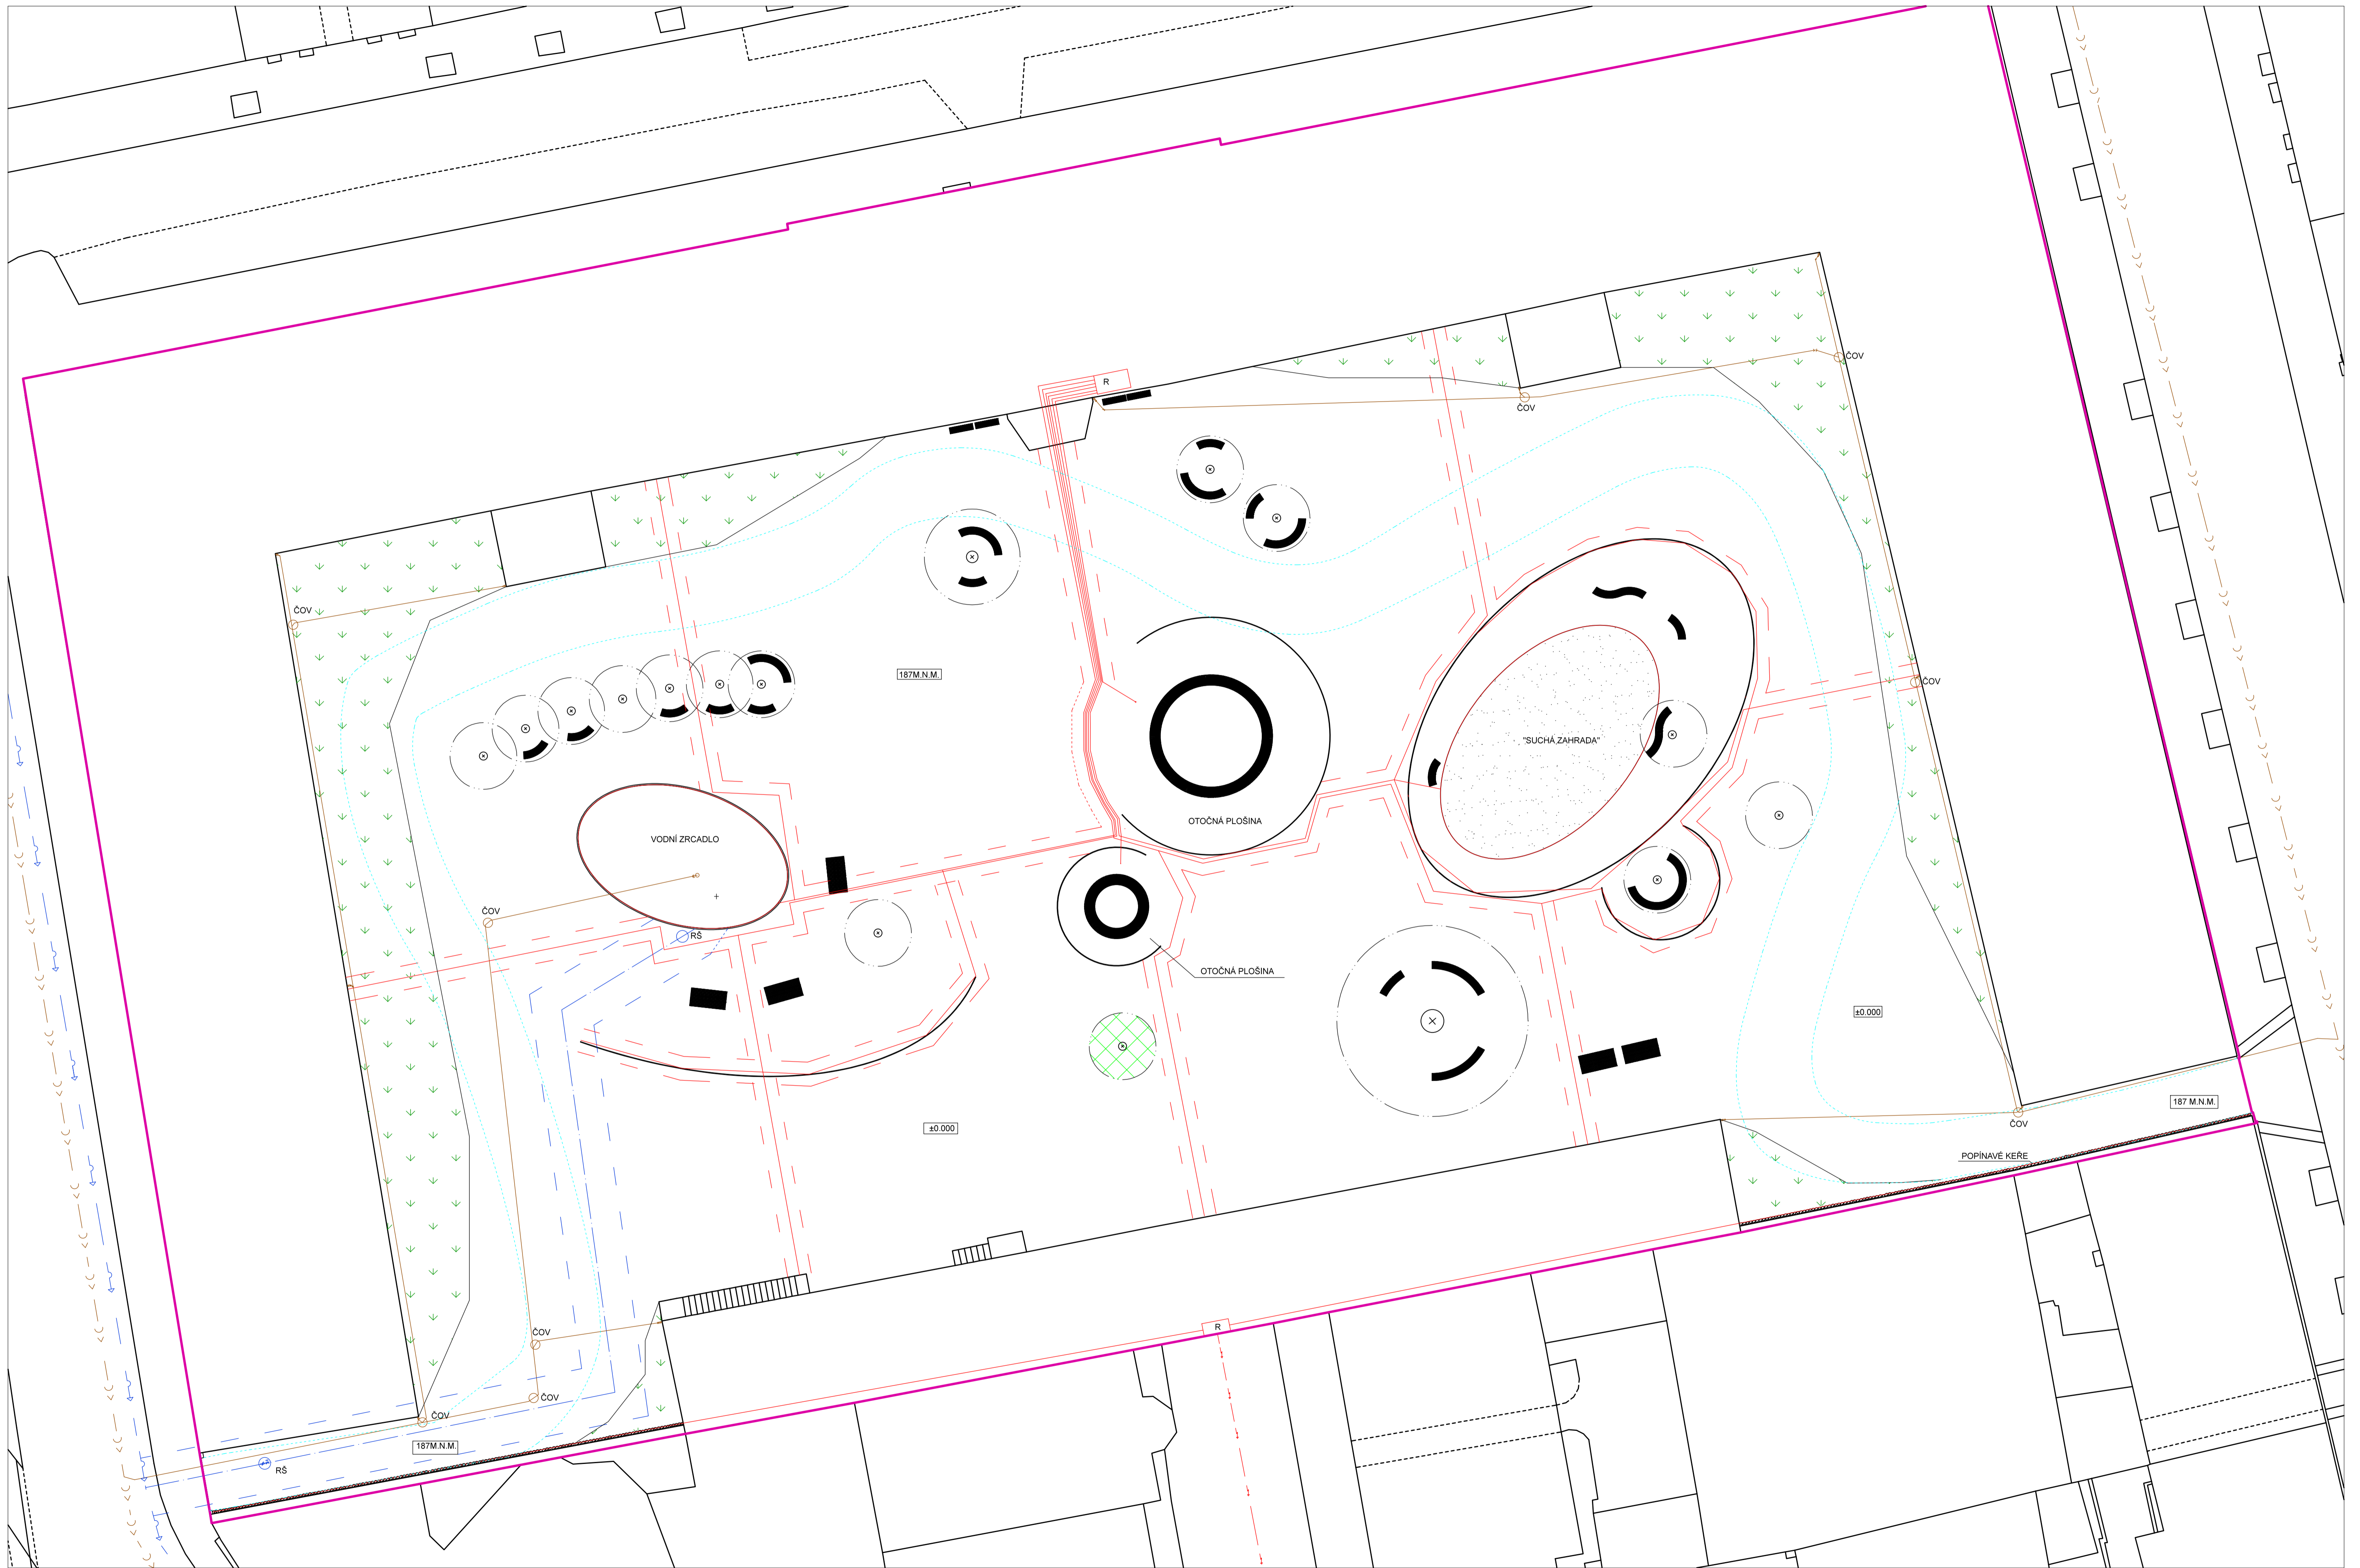 ČOV
R
ČOV
ČOV
187M.N.M.
ČOV
"SUCHÁ ZAHRADA"
OTOČNÁ PLOŠINA
VODNÍ ZRCADLO
ČOV
RŠ
OTOČNÁ PLOŠINA
±0.000
187 M.N.M.
ČOV
±0.000
POPÍNAVÉ KEŘE
R
ČOV
ČOV
ČOV
187M.N.M.
RŠ